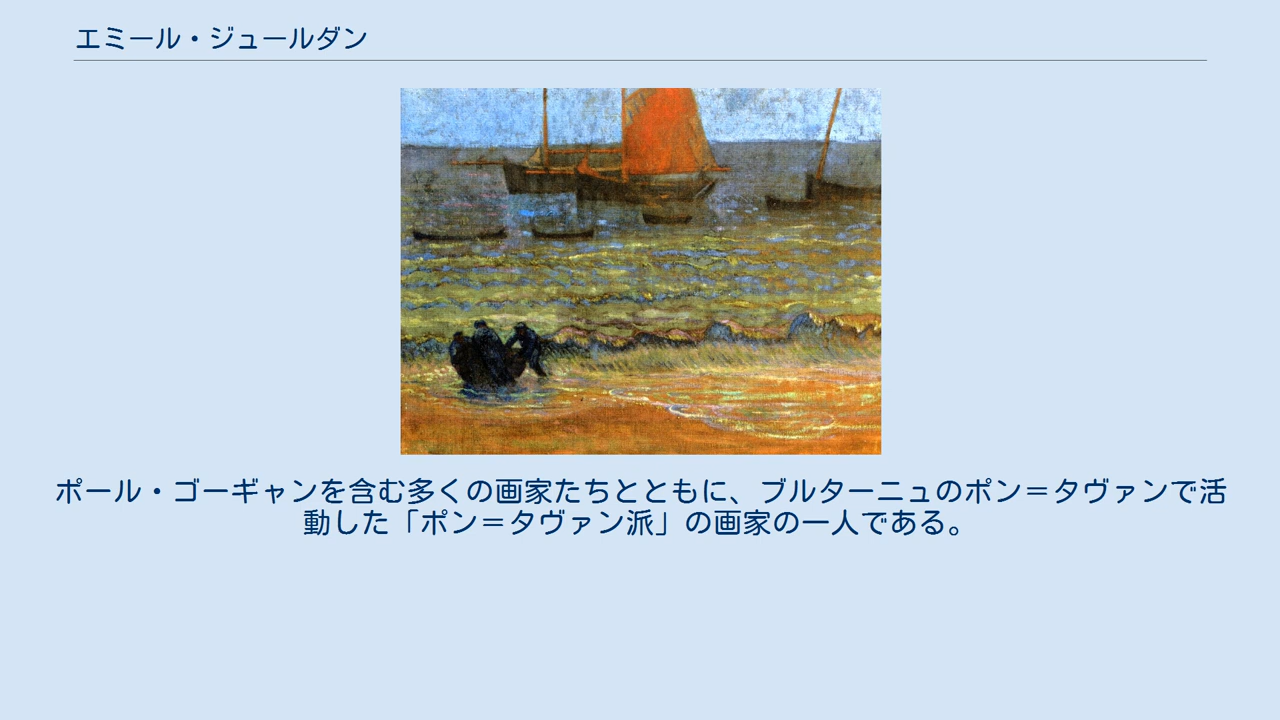 エミール・ジュールダン
ポール・ゴーギャンを含む多くの画家たちとともに、ブルターニュのポン＝タヴァンで活
動した「ポン＝タヴァン派」の画家の一人である。